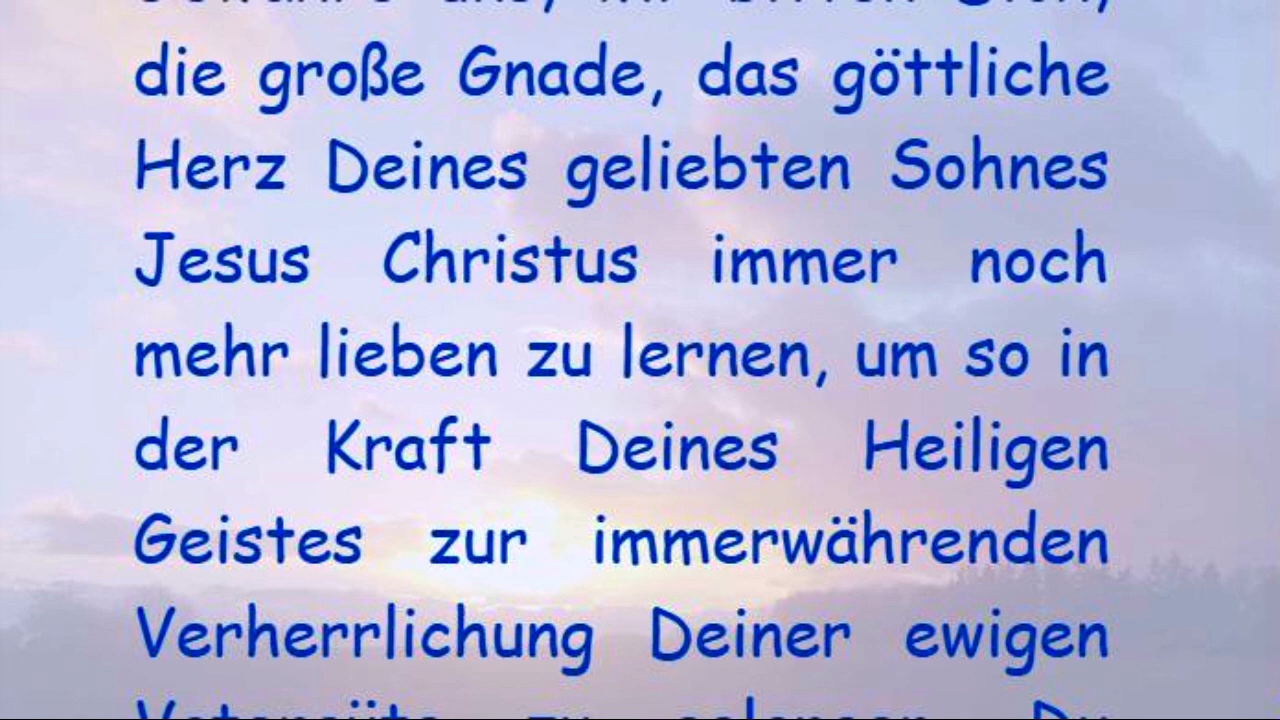 die große Gnade, das göttliche
Herz Deines geliebten Sohnes
Jesus Christus immer noch
mehr lieben zu lernen, um so in
der Kraft Deines Heiligen
Geistes zur immerwährenden
Verherrlichung Deiner ewigen